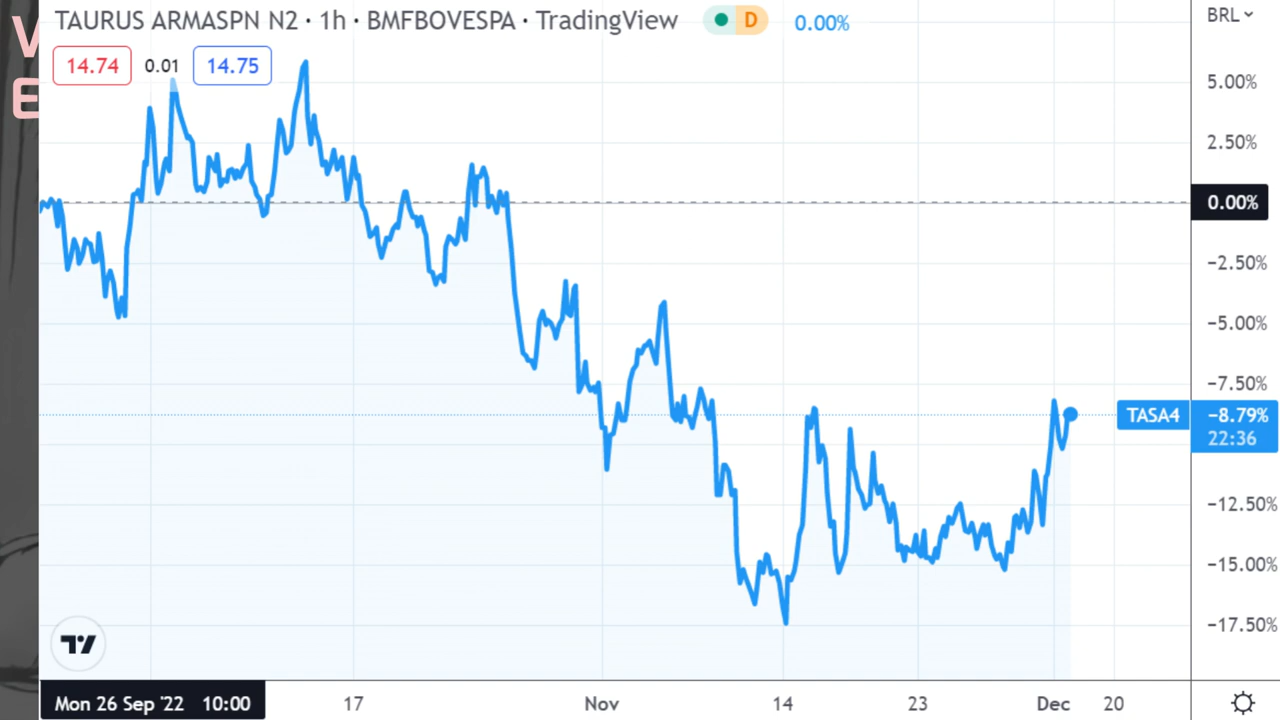 TAURUS ARMASPN N2 · 1h · BMFBOVESPA · TradingView D 0.00% BRL
14.74 0.01 14.75
5.00%
2.50%
0.00%
−2.50%
−5.00%
−7.50%
TASA4 −8.79%
22:36
−12.50%
−15.00%
−17.50%
Mon 26 Sep '22 10:00 17 Nov 14 23 Dec 20